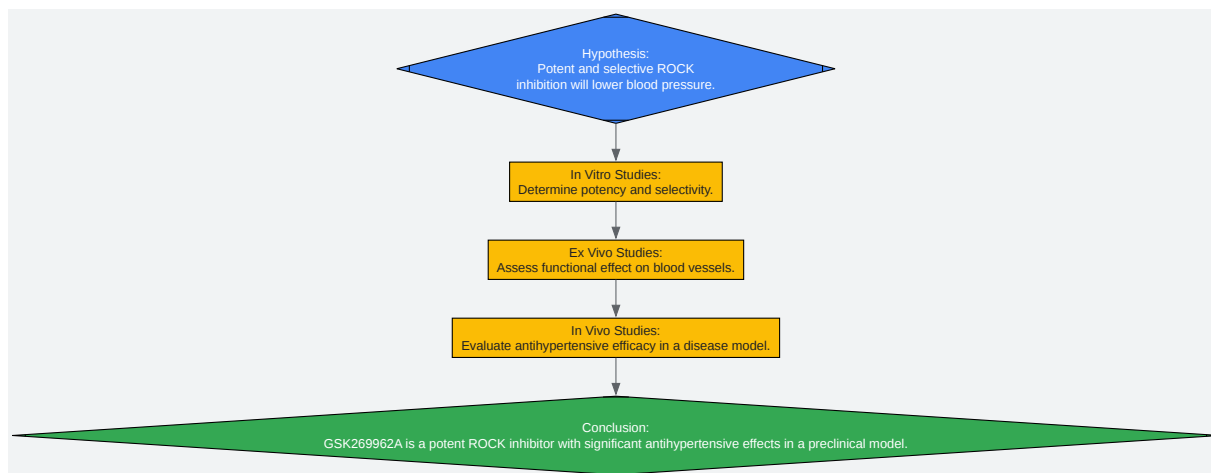 Hypothesis:
Potent and selective ROCK
inhibition will lower blood pressure.
In Vitro Studies:
Determine potency and selectivity.
Ex Vivo Studies:
Assess functional effect on blood vessels.
In Vivo Studies:
Evaluate antihypertensive efficacy in a disease model.
Conclusion:
GSK269962A is a potent ROCK inhibitor with significant antihypertensive effects in a preclinical model.